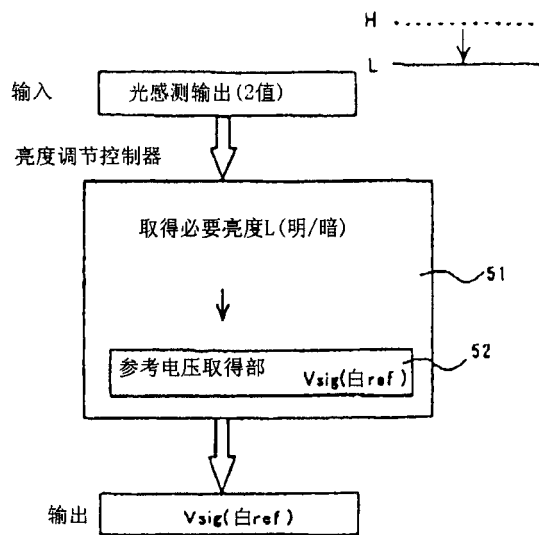 H
L
输入
光感测输出(2值)
亮度调节控制器
取得必要亮度L(明/暗)
51
参考电压取得部
Vsig(白ref)
52
输出
Vsig(白ref)